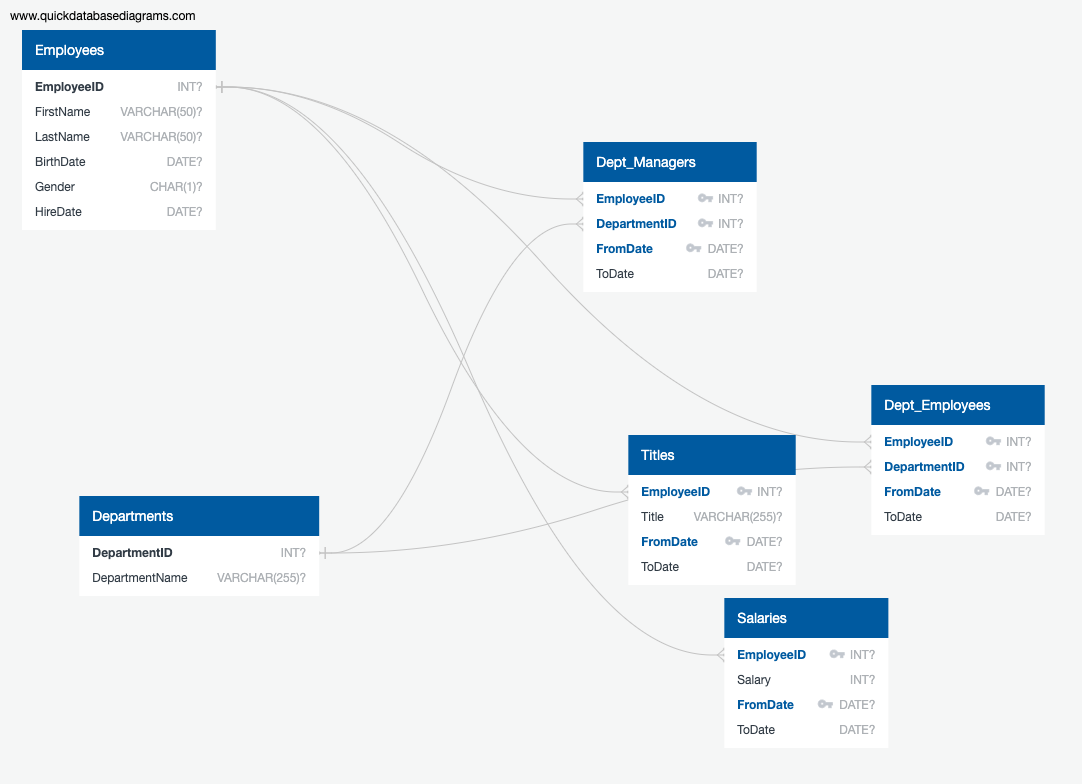 www.quickdatabasediagrams.com
Employees
EmployeeID INT?
FirstName VARCHAR(50)?
LastName VARCHAR(50)?
BirthDate DATE?
Gender CHAR(1)?
HireDate DATE?
Dept_Managers
EmployeeID INT?
DepartmentID INT?
FromDate DATE?
ToDate DATE?
Dept_Employees
EmployeeID INT?
DepartmentID INT?
FromDate DATE?
ToDate DATE?
Titles
EmployeeID INT?
Title VARCHAR(255)?
FromDate DATE?
ToDate DATE?
Departments
DepartmentID INT?
DepartmentName VARCHAR(255)?
Salaries
EmployeeID INT?
Salary INT?
FromDate DATE?
ToDate DATE?